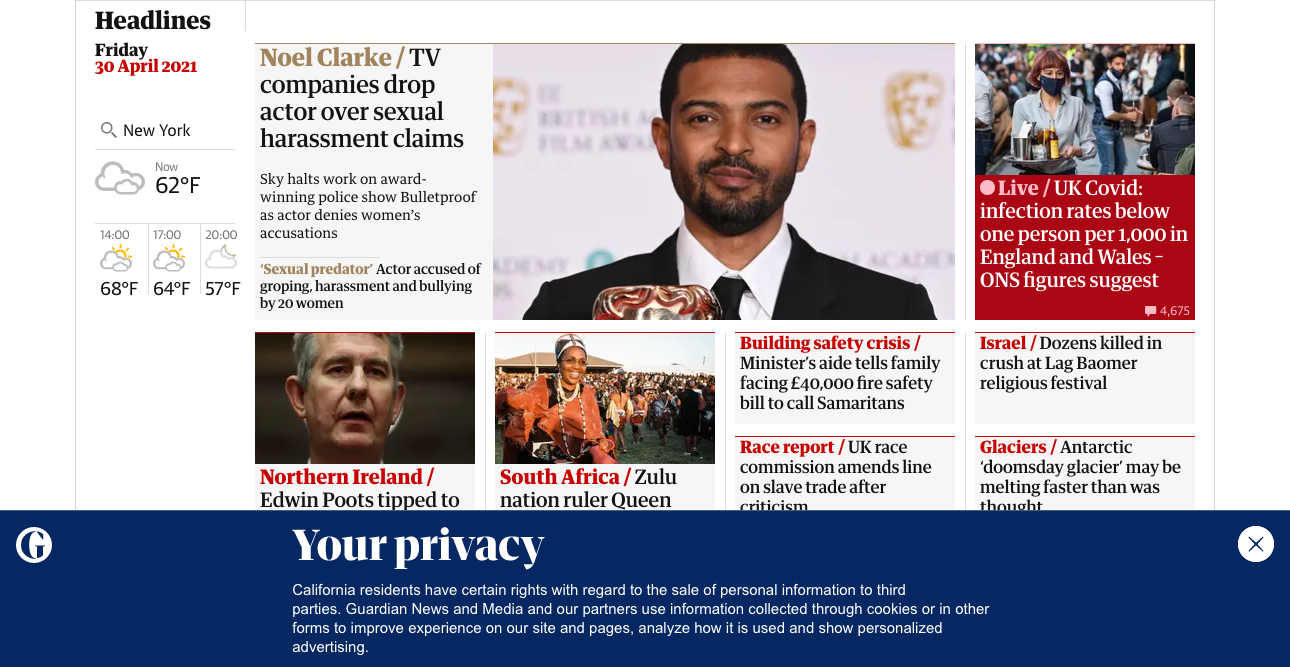 Headlines
Friday
30 April 2021
New York
Now
62°F
14:00
17:00
20:00
68°F
64°F
57°F
Noel Clarke / TV
companies drop
actor over sexual
harassment claims
Sky halts work on award-
winning police show Bulletproof
as actor denies women's
accusations
'Sexual predator' Actor accused of
groping, harassment and bullying
by 20 women
EE
BRITISH ACADEMY
FILM AWARDS
Live / UK Covid:
infection rates below
one person per 1,000 in
England and Wales –
ONS figures suggest
4,675
Northern Ireland /
Edwin Poots tipped to
South Africa / Zulu
nation ruler Queen
Building safety crisis /
Minister's aide tells family
facing £40,000 fire safety
bill to call Samaritans
Race report / UK race
commission amends line
on slave trade after
criticism
Israel / Dozens killed in
crush at Lag Baomer
religious festival
Glaciers / Antarctic
'doomsday glacier' may be
melting faster than was
thought
G
Your privacy
California residents have certain rights with regard to the sale of personal information to third
parties. Guardian News and Media and our partners use information collected through cookies or in other
forms to improve experience on our site and pages, analyze how it is used and show personalized
advertising.